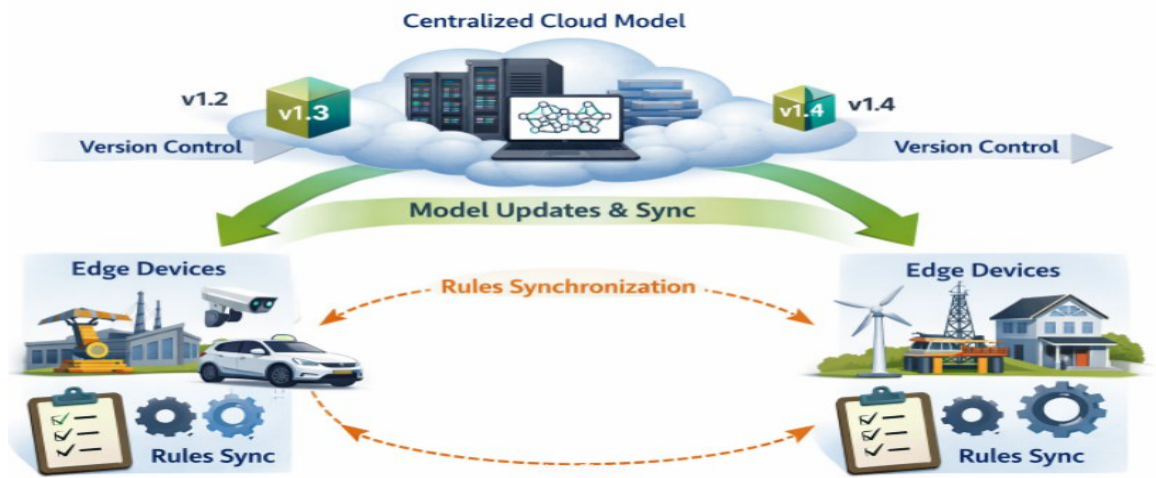 Centralized Cloud Model
v1.2
v1.3
v1.4
v1.4
Version Control
Version Control
Model Updates & Sync
Edge Devices
Edge Devices
Rules Synchronization
Rules Sync
Rules Sync